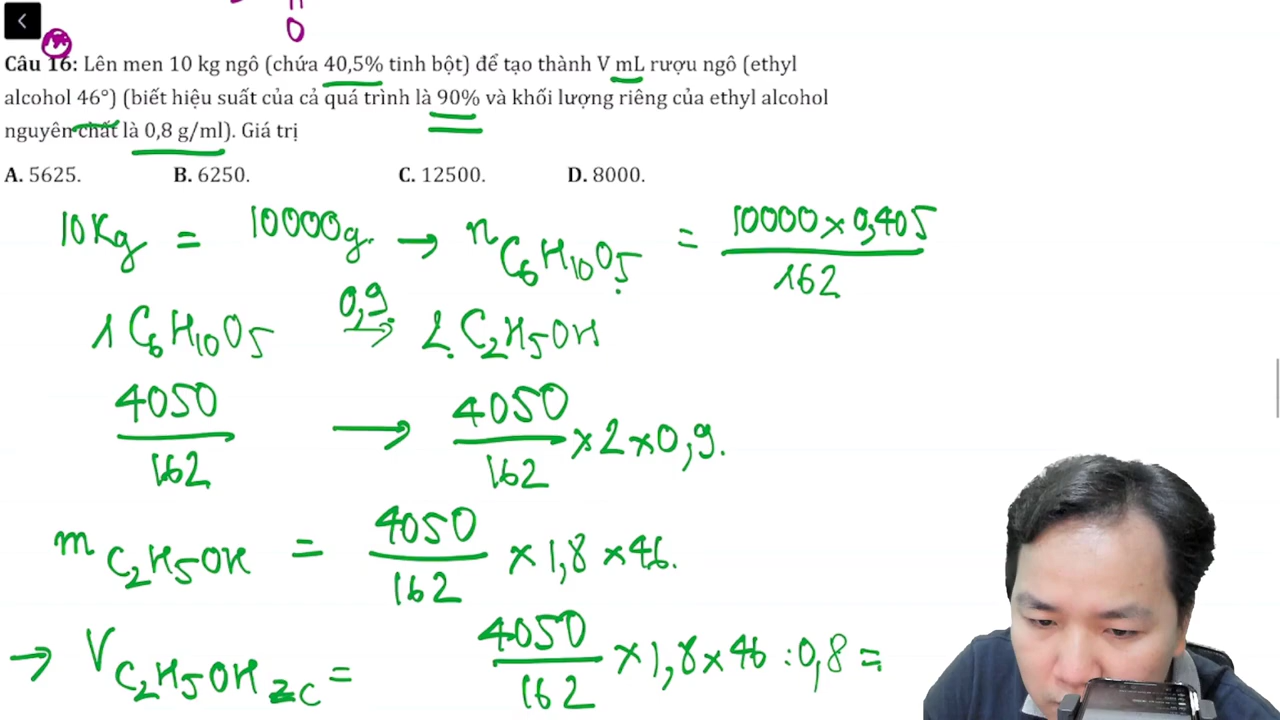 O
Câu 16: Lên men 10 kg ngô (chứa 40,5% tinh bột) để tạo thành V mL rượu ngô (ethyl
alcohol 46°) (biết hiệu suất của cả quá trình là 90% và khối lượng riêng của ethyl alcohol
nguyên chất là 0,8 g/ml). Giá trị
A. 5625. B. 6250. C. 12500. D. 8000.
10Kg = 10000g. → n C6H10O5 = 10000 x 0,405 / 162
1 C6H10O5 0,9 → 2 C2H5OH
4050 / 162 → 4050 / 162 x 2 x 0,9.
m C2H5OH = 4050 / 162 x 1,8 x 46.
→ V C2H5OH = 4050 / 162 x 1,8 x 46 : 0,8 =